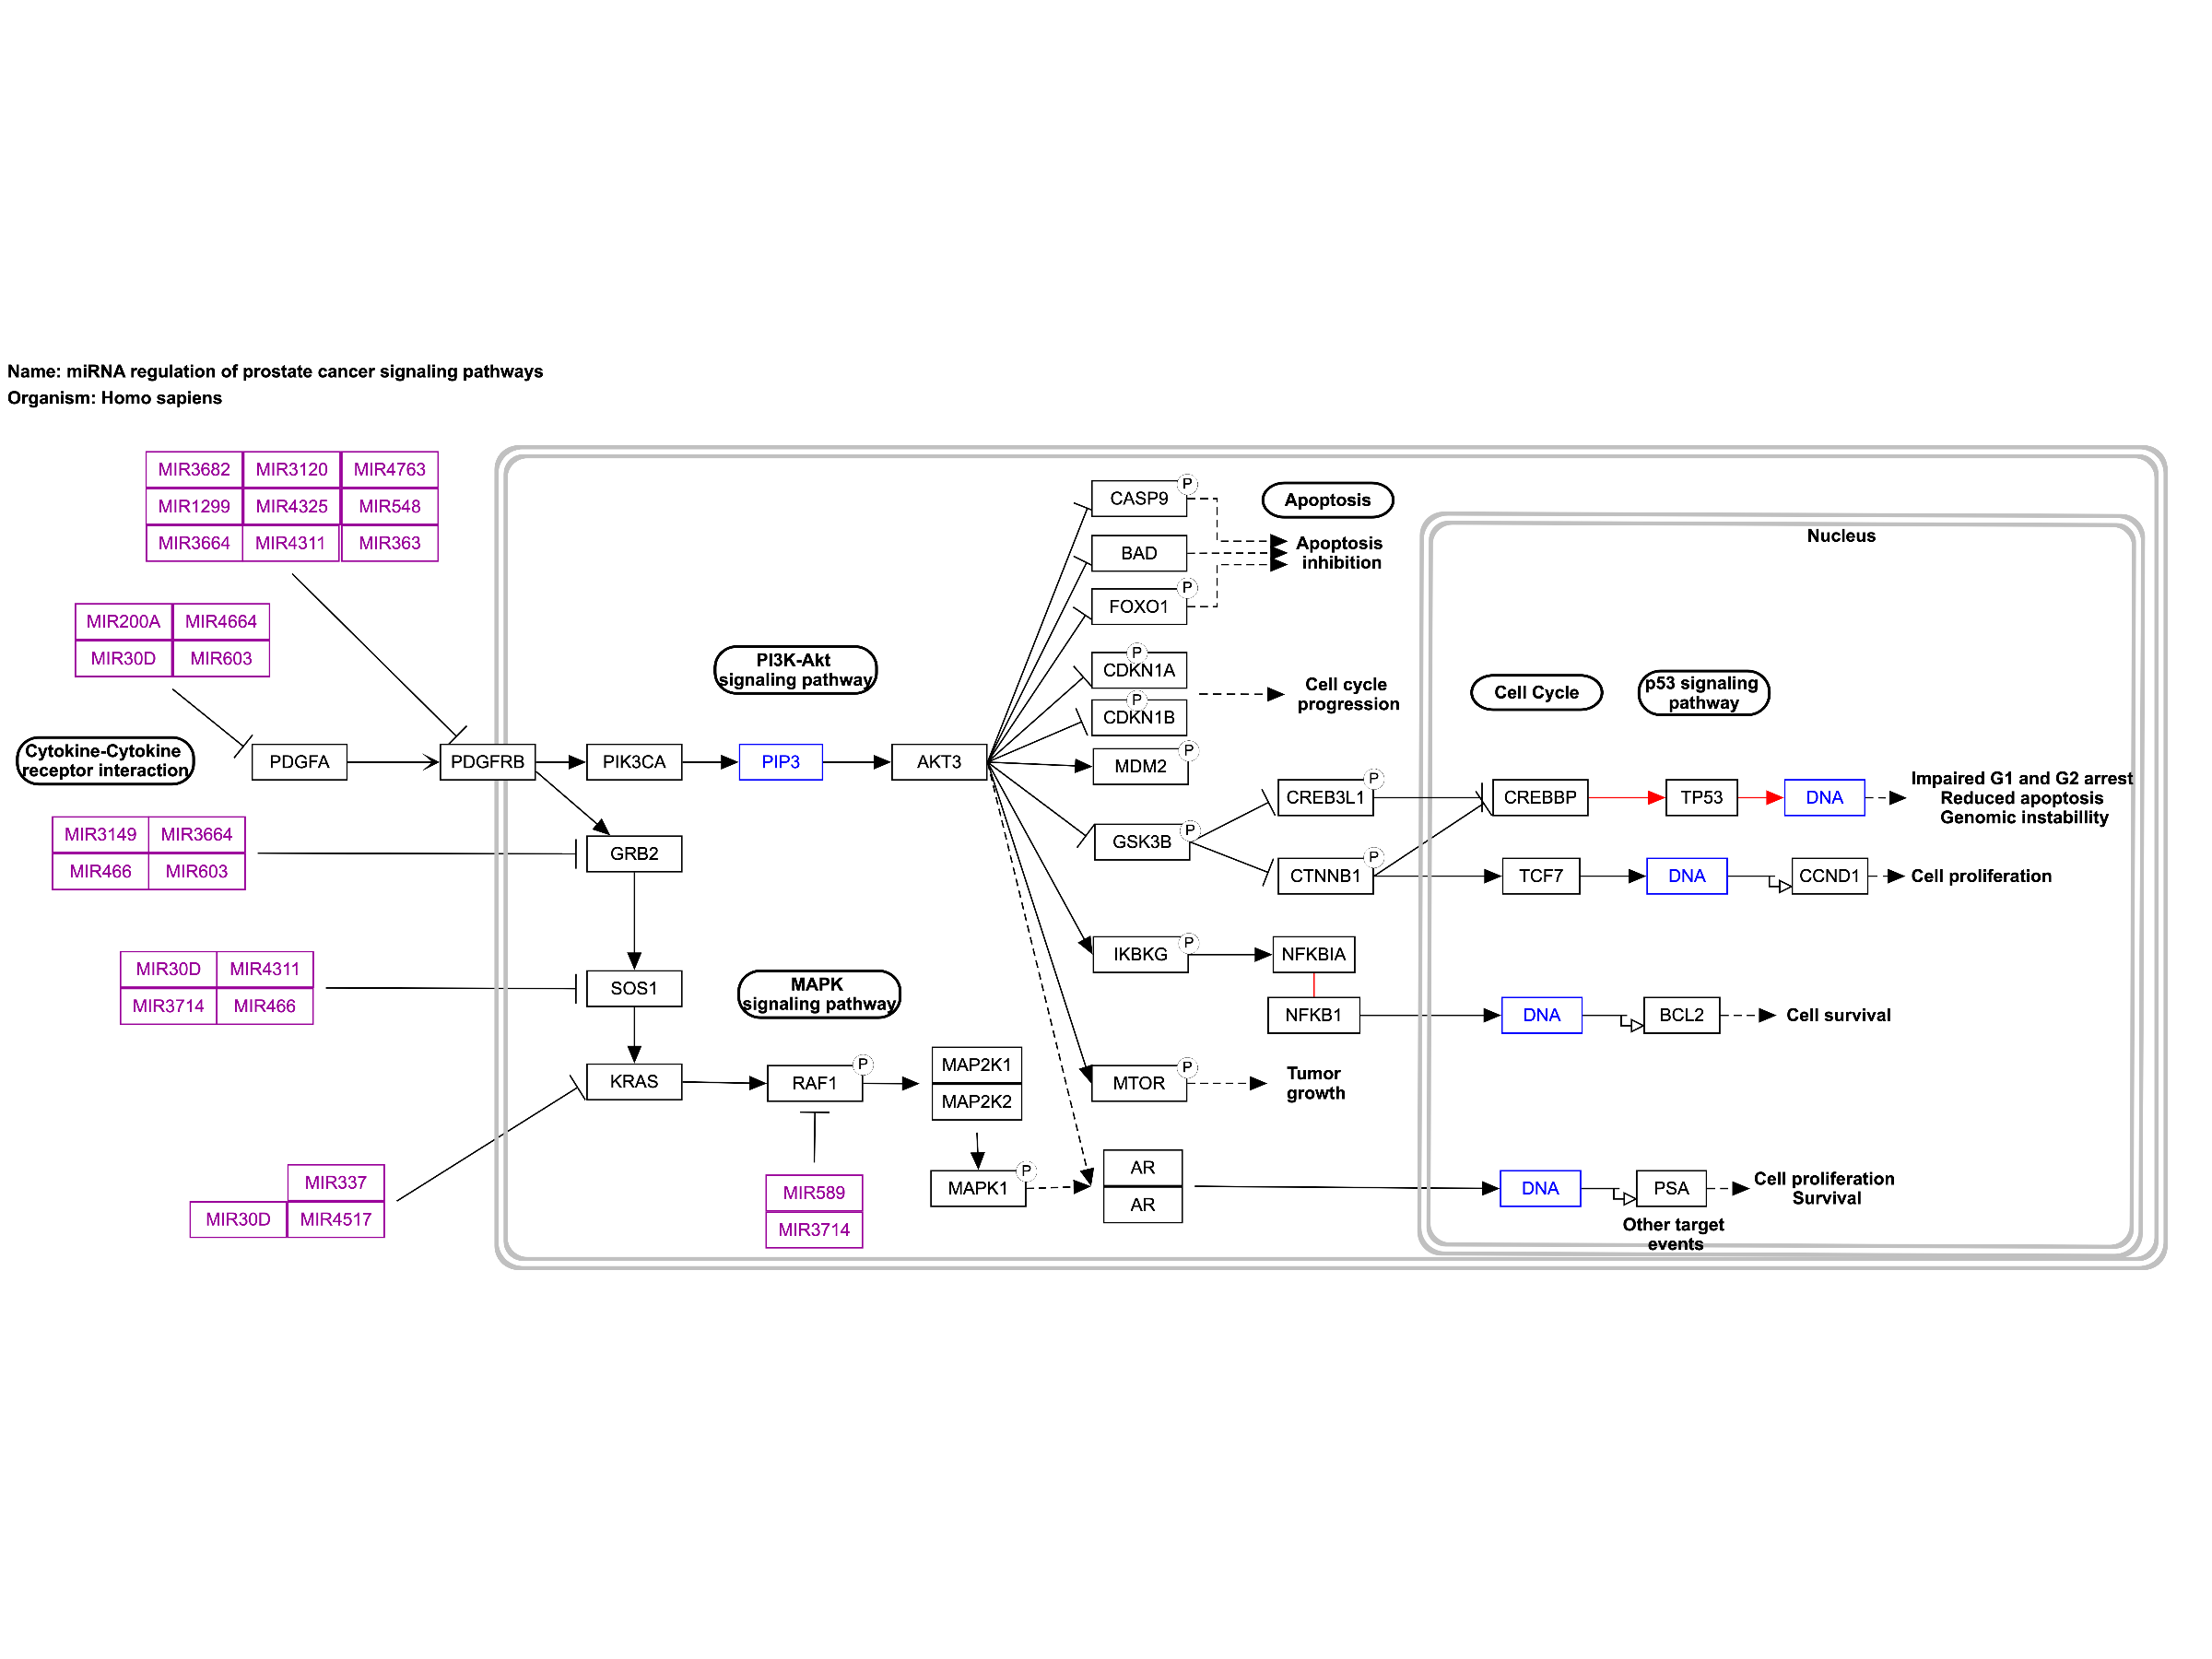 Name: miRNA regulation of prostate cancer signaling pathways
Organism: Homo sapiens
MIR3682 MIR3120 MIR4763
MIR1299 MIR4325 MIR548
MIR3664 MIR4311 MIR363
MIR200A MIR4664
MIR30D MIR603
Cytokine-Cytokine
receptor interaction
PDGFA
PDGFRB
PIK3CA
PIP3
AKT3
PI3K-Akt
signaling pathway
MIR3149 MIR3664
MIR466 MIR603
GRB2
MIR30D MIR4311
MIR3714 MIR466
SOS1
MAPK
signaling pathway
KRAS
RAF1
P
MAP2K1
MAP2K2
MIR337
MIR30D MIR4517
MIR589
MIR3714
MAPK1
P
CASP9
P
BAD
FOXO1
P
Apoptosis
Apoptosis
inhibition
P
CDKN1A
P
CDKN1B
Cell cycle
progression
MDM2
P
GSK3B
P
CREB3L1
P
CTNNB1
P
IKBKG
P
NFKBIA
NFKB1
MTOR
P
Tumor
growth
AR
AR
Nucleus
Cell Cycle
p53 signaling
pathway
CREBBP
TP53
DNA
Impaired G1 and G2 arrest
Reduced apoptosis
Genomic instabillity
TCF7
DNA
CCND1
Cell proliferation
DNA
BCL2
Cell survival
DNA
PSA
Cell proliferation
Survival
Other target
events